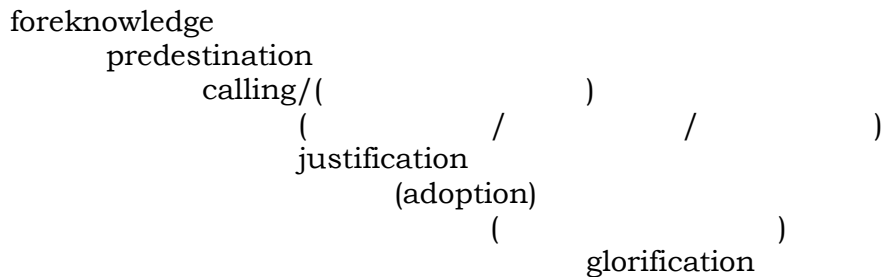 foreknowledge
predestination
calling/( )
( / / )
justification
(adoption)
( )
glorification